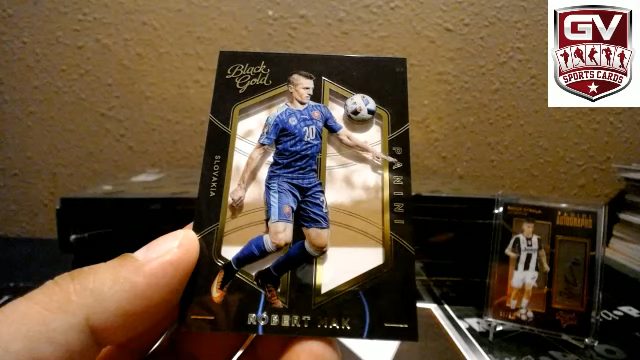 GV
SPORTS CARDS
Black
Gold
20
SLOVAKIA
PANINI
ROBERT MAK